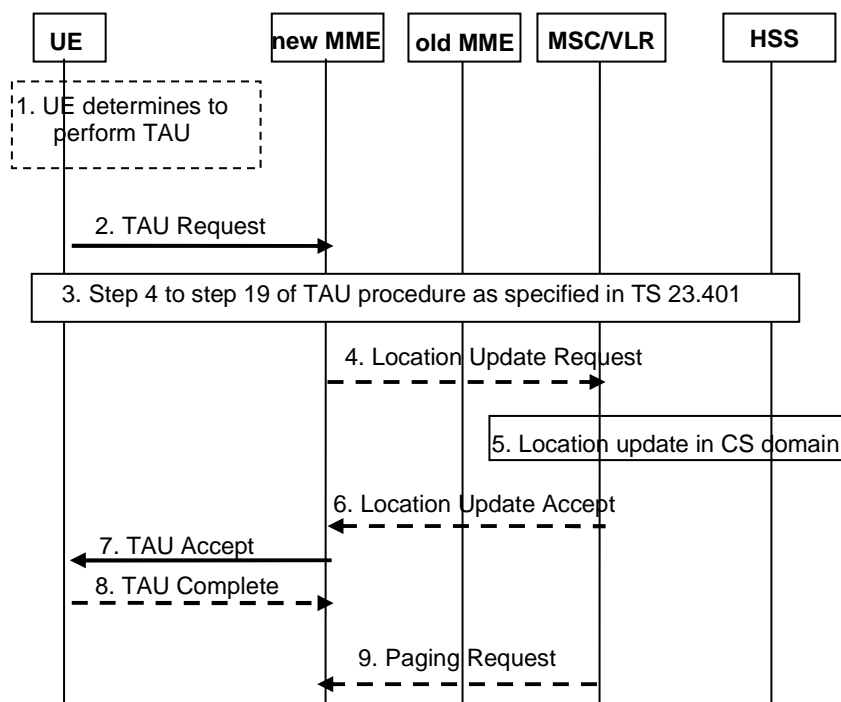 UE
new MME
old MME
MSC/VLR
HSS
1. UE determines to
perform TAU
2. TAU Request
3. Step 4 to step 19 of TAU procedure as specified in TS 23.401
4. Location Update Request
5. Location update in CS domain
6. Location Update Accept
7. TAU Accept
8. TAU Complete
9. Paging Request